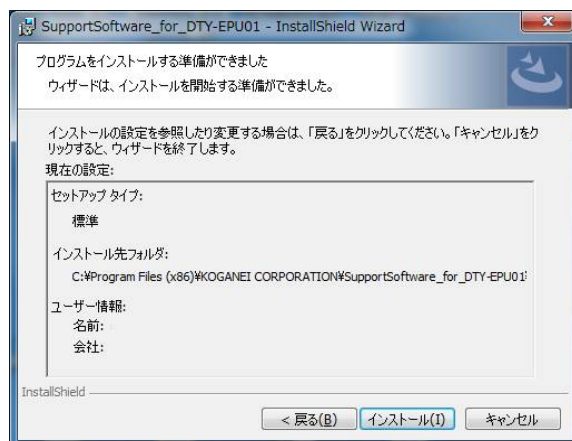 SupportSoftware_for_DTY-EPU01 - InstallShield Wizard
プログラムをインストールする準備ができました
ウィザードは、インストールを開始する準備ができました。
インストールの設定を参照したり変更する場合は、「戻る」をクリックしてください。「キャンセル」をク
リックすると、ウィザードを終了します。
現在の設定:
セットアップ タイプ:
標準
インストール先フォルダ:
C:¥Program Files (x86)¥KOGANEI CORPORATION¥SupportSoftware_for_DTY-EPU01¥
ユーザー情報:
名前:
会社:
InstallShield
< 戻る(B) インストール(I) キャンセル